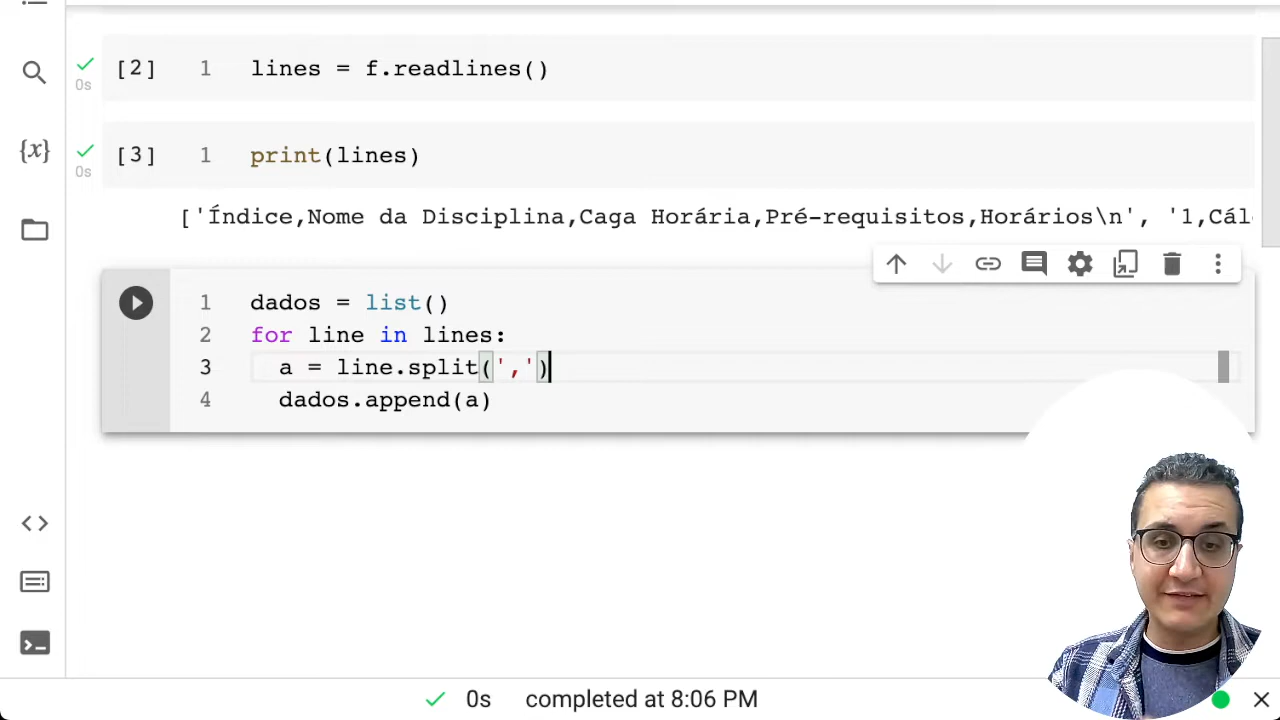 [2] 1 lines = f.readlines()
0s
[3] 1 print(lines)
0s
['Índice,Nome da Disciplina,Caga Horária,Pré-requisitos,Horários\n', '1,Cál
1 dados = list()
2 for line in lines:
3 a = line.split(',')
4 dados.append(a)
{x}
0s completed at 8:06 PM